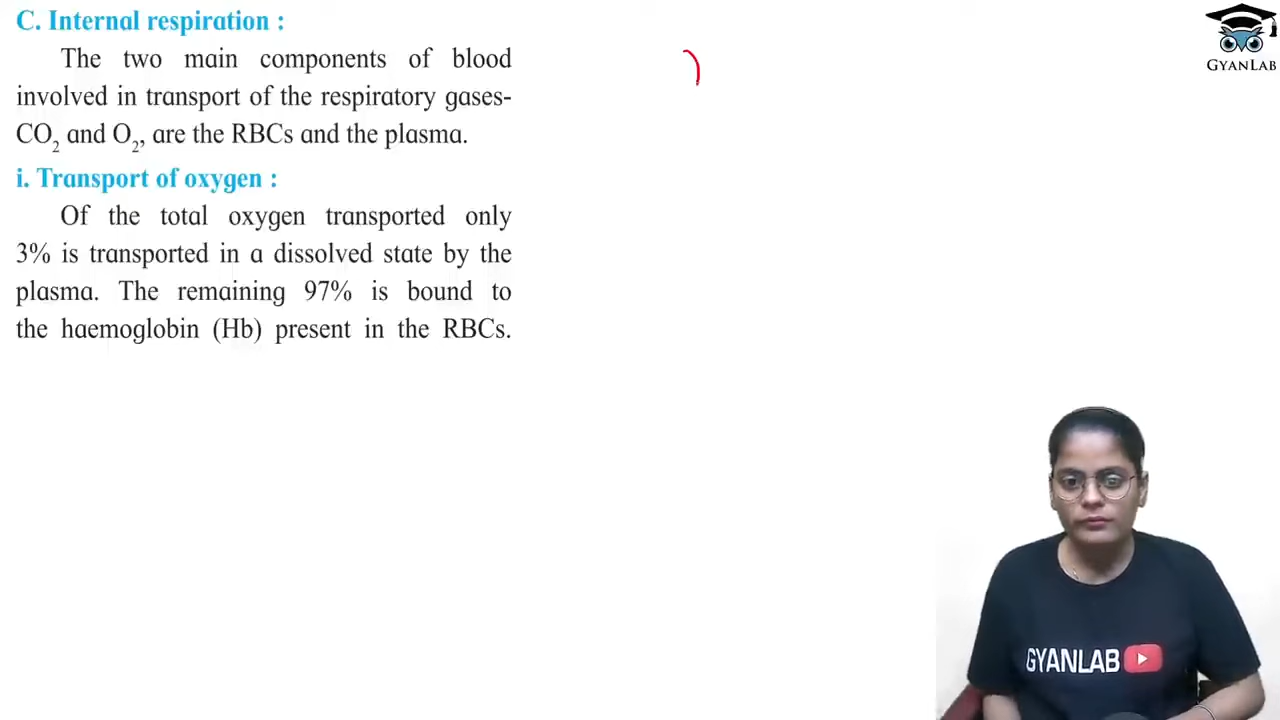 C. Internal respiration :
The two main components of blood
involved in transport of the respiratory gases-
CO₂ and O₂, are the RBCs and the plasma.
i. Transport of oxygen :
Of the total oxygen transported only
3% is transported in a dissolved state by the
plasma. The remaining 97% is bound to
the haemoglobin (Hb) present in the RBCs.
GYANLAB
GYANLAB